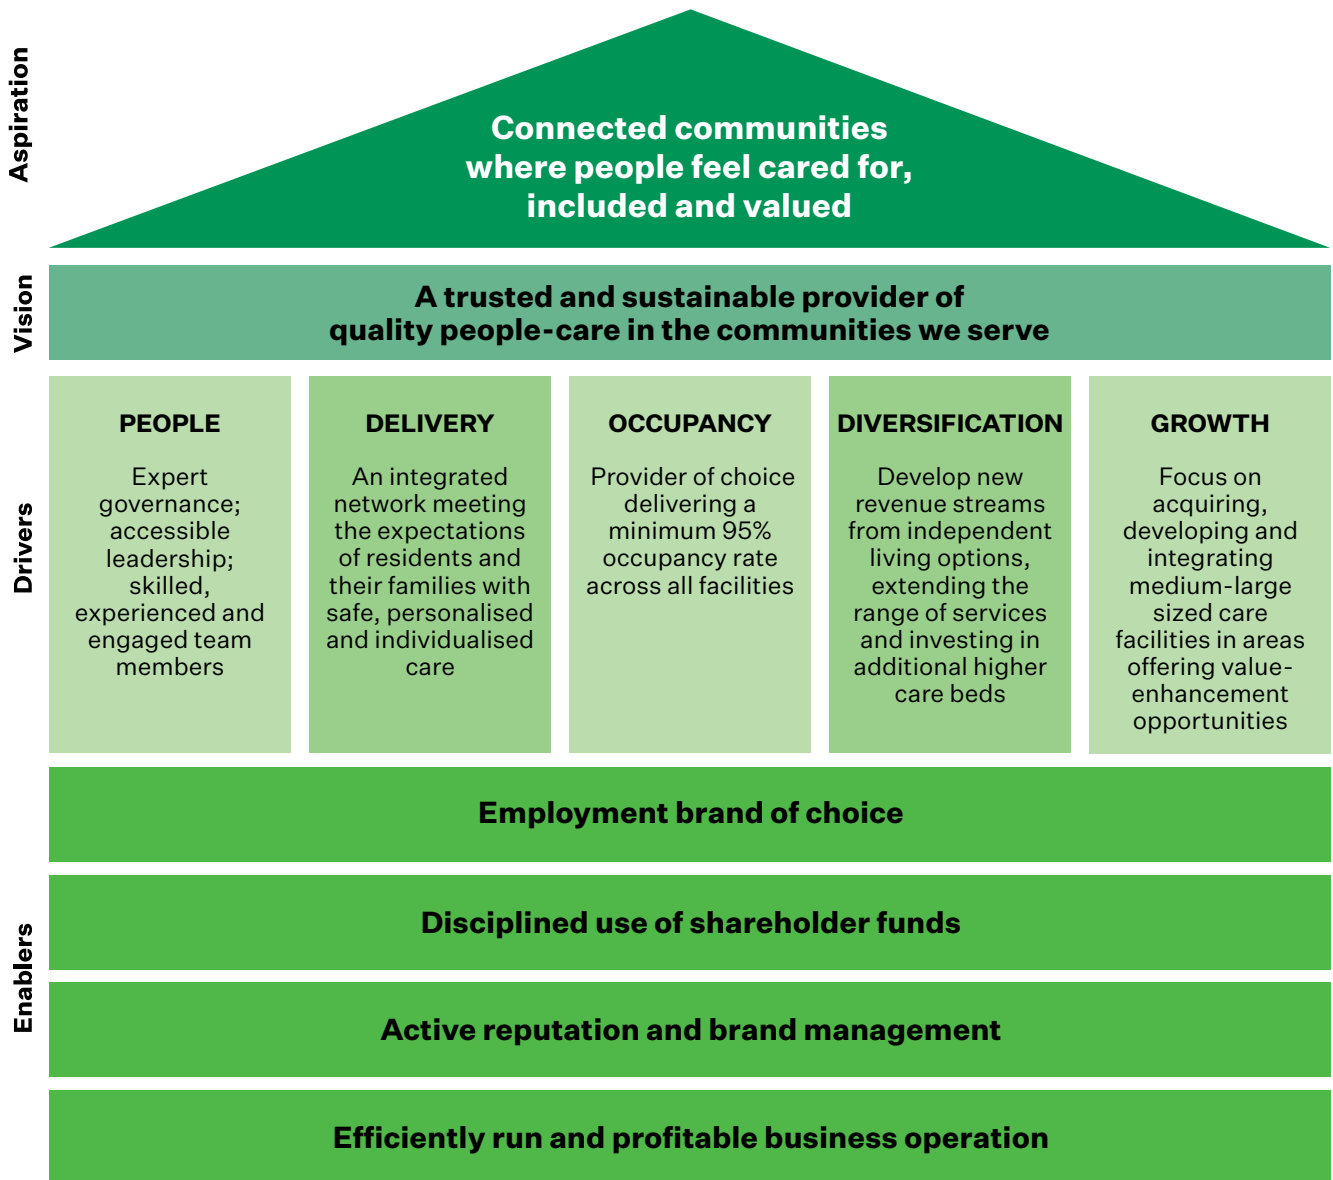 Aspiration
Connected communities
where people feel cared for,
included and valued
Vision
A trusted and sustainable provider of
quality people-care in the communities we serve
Drivers
PEOPLE
Expert
governance;
accessible
leadership;
skilled,
experienced and
engaged team
members
DELIVERY
An integrated
network meeting
the expectations
of residents and
their families with
safe, personalised
and individualised
care
OCCUPANCY
Provider of choice
delivering a
minimum 95%
occupancy rate
across all facilities
DIVERSIFICATION
Develop new
revenue streams
from independent
living options,
extending the
range of services
and investing in
additional higher
care beds
GROWTH
Focus on
acquiring,
developing and
integrating
medium-large
sized care
facilities in areas
offering value-
enhancement
opportunities
Enablers
Employment brand of choice
Disciplined use of shareholder funds
Active reputation and brand management
Efficiently run and profitable business operation